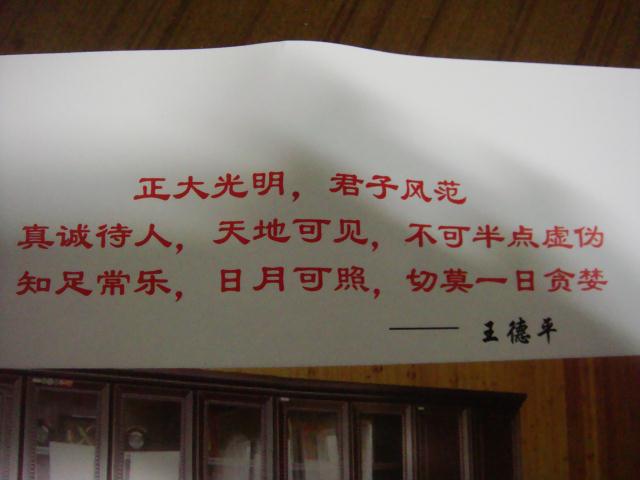 正大光明，君子风范
真诚待人，天地可见，不可半点虚伪
知足常乐，日月可照，切莫一日贪婪
—— 王德平